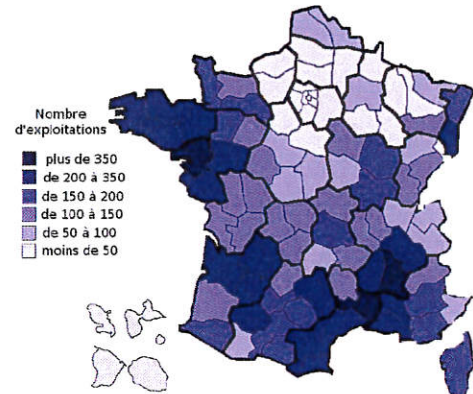 Nombre
d'exploitations
plus de 350
de 200 à 350
de 150 à 200
de 100 à 150
de 50 à 100
moins de 50